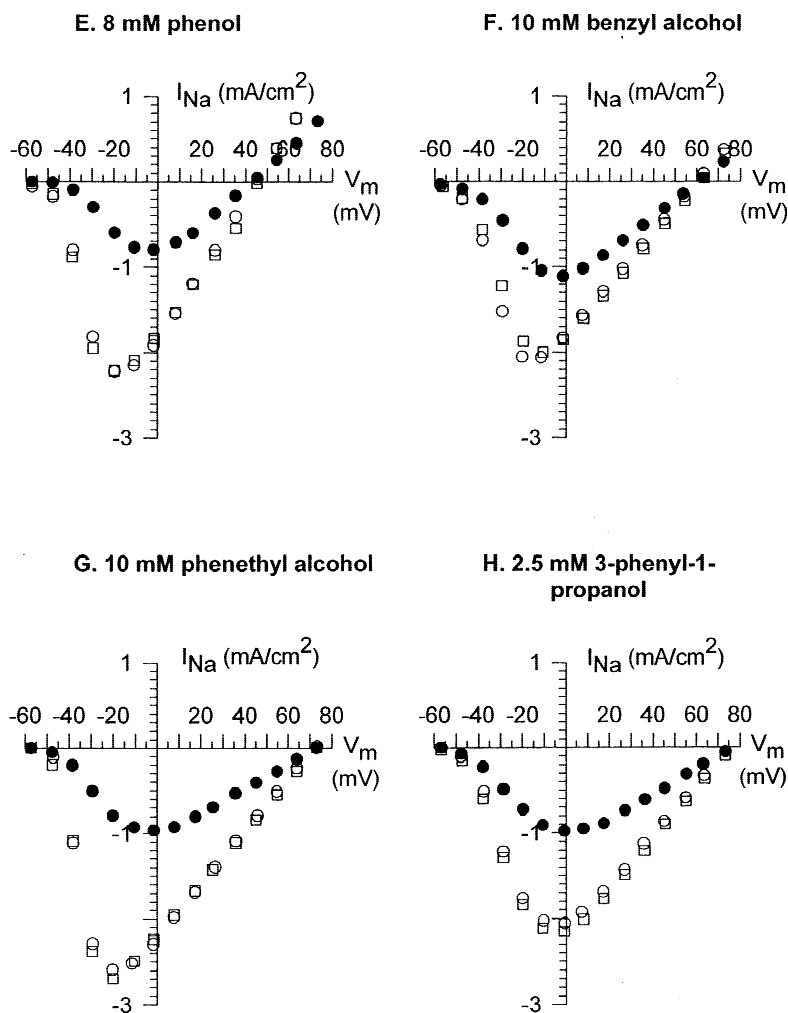 E. 8 mM phenol
F. 10 mM benzyl alcohol
1
I_Na (mA/cm²)
-60 -40 -20 20 40 60 80
V_m
(mV)
-1
-3
1
I_Na (mA/cm²)
-60 -40 -20 20 40 60 80
V_m
(mV)
-1
-3
G. 10 mM phenethyl alcohol
H. 2.5 mM 3-phenyl-1-
propanol
1
I_Na (mA/cm²)
-60 -40 -20 20 40 60 80
V_m
(mV)
-1
-3
1
I_Na (mA/cm²)
-60 -40 -20 20 40 60 80
V_m
(mV)
-1
-3